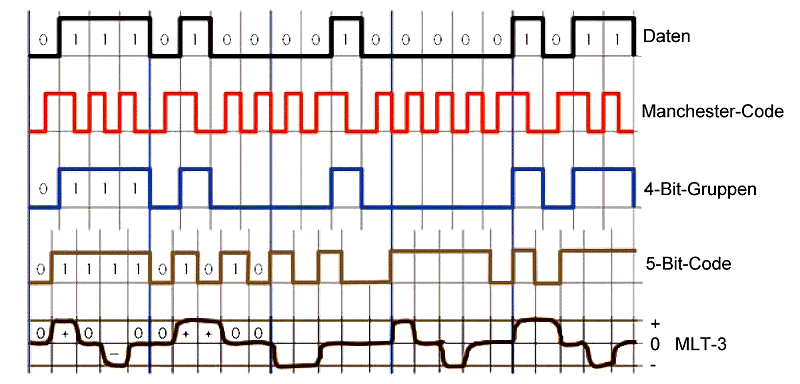 0 1 1 1 0 1 0 0 0 0 1 0 0 0 0 0 1 0 1 1 Daten
Manchester-Code
0 1 1 1 4-Bit-Gruppen
0 1 1 1 1 0 1 0 1 0 5-Bit-Code
+
0 + 0 0 0 + + 0 0 0 MLT-3
– -